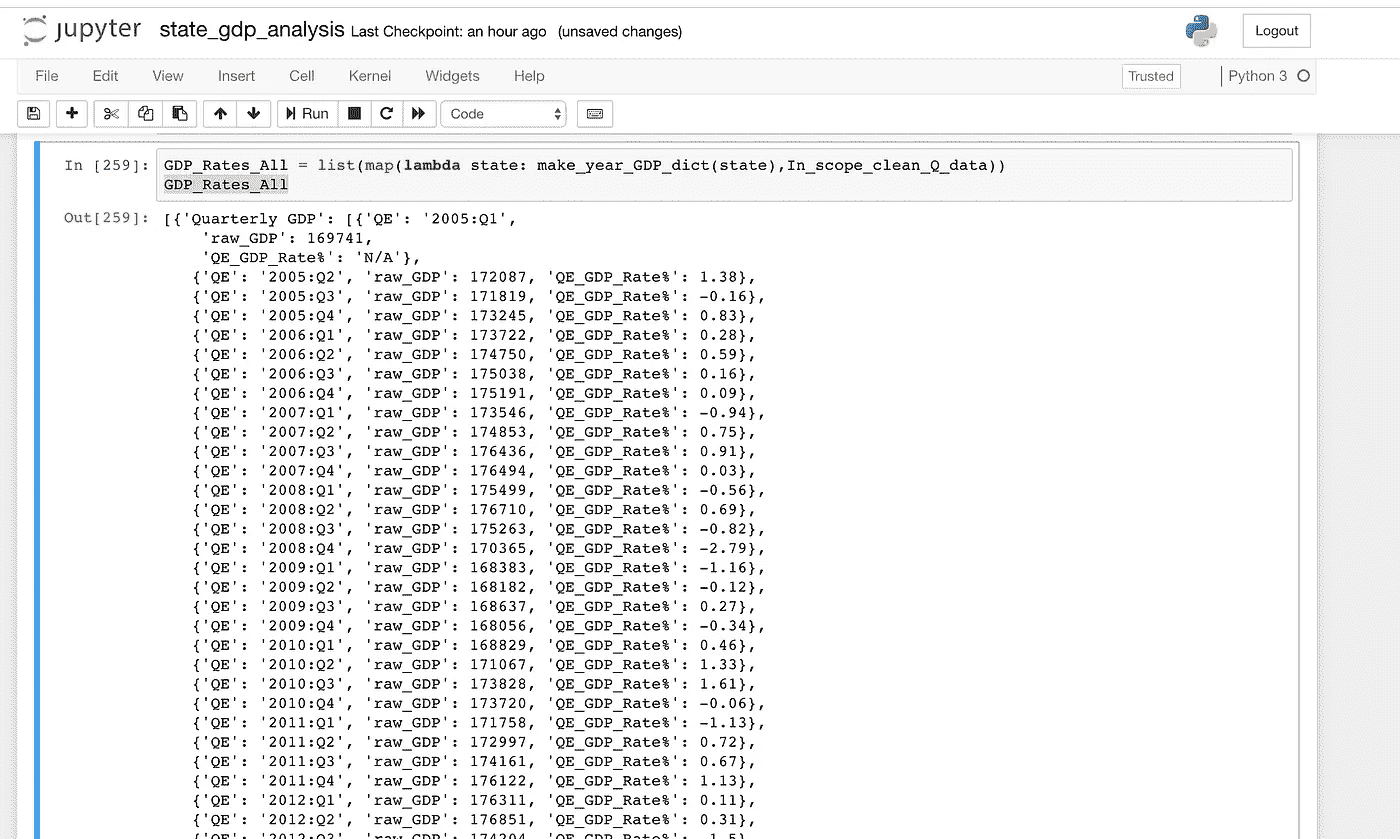 jupyter state_gdp_analysis Last Checkpoint: an hour ago (unsaved changes) Logout
File Edit View Insert Cell Kernel Widgets Help Trusted Python 3
Run Code
In [259]: GDP_Rates_All = list(map(lambda state: make_year_GDP_dict(state),In_scope_clean_Q_data))
GDP_Rates_All
Out[259]: [{'Quarterly GDP': [{'QE': '2005:Q1',
'raw_GDP': 169741,
'QE_GDP_Rate%': 'N/A'},
{'QE': '2005:Q2', 'raw_GDP': 172087, 'QE_GDP_Rate%': 1.38},
{'QE': '2005:Q3', 'raw_GDP': 171819, 'QE_GDP_Rate%': -0.16},
{'QE': '2005:Q4', 'raw_GDP': 173245, 'QE_GDP_Rate%': 0.83},
{'QE': '2006:Q1', 'raw_GDP': 173722, 'QE_GDP_Rate%': 0.28},
{'QE': '2006:Q2', 'raw_GDP': 174750, 'QE_GDP_Rate%': 0.59},
{'QE': '2006:Q3', 'raw_GDP': 175038, 'QE_GDP_Rate%': 0.16},
{'QE': '2006:Q4', 'raw_GDP': 175191, 'QE_GDP_Rate%': 0.09},
{'QE': '2007:Q1', 'raw_GDP': 173546, 'QE_GDP_Rate%': -0.94},
{'QE': '2007:Q2', 'raw_GDP': 174853, 'QE_GDP_Rate%': 0.75},
{'QE': '2007:Q3', 'raw_GDP': 176436, 'QE_GDP_Rate%': 0.91},
{'QE': '2007:Q4', 'raw_GDP': 176494, 'QE_GDP_Rate%': 0.03},
{'QE': '2008:Q1', 'raw_GDP': 175499, 'QE_GDP_Rate%': -0.56},
{'QE': '2008:Q2', 'raw_GDP': 176710, 'QE_GDP_Rate%': 0.69},
{'QE': '2008:Q3', 'raw_GDP': 175263, 'QE_GDP_Rate%': -0.82},
{'QE': '2008:Q4', 'raw_GDP': 170365, 'QE_GDP_Rate%': -2.79},
{'QE': '2009:Q1', 'raw_GDP': 168383, 'QE_GDP_Rate%': -1.16},
{'QE': '2009:Q2', 'raw_GDP': 168182, 'QE_GDP_Rate%': -0.12},
{'QE': '2009:Q3', 'raw_GDP': 168637, 'QE_GDP_Rate%': 0.27},
{'QE': '2009:Q4', 'raw_GDP': 168056, 'QE_GDP_Rate%': -0.34},
{'QE': '2010:Q1', 'raw_GDP': 168829, 'QE_GDP_Rate%': 0.46},
{'QE': '2010:Q2', 'raw_GDP': 171067, 'QE_GDP_Rate%': 1.33},
{'QE': '2010:Q3', 'raw_GDP': 173828, 'QE_GDP_Rate%': 1.61},
{'QE': '2010:Q4', 'raw_GDP': 173720, 'QE_GDP_Rate%': -0.06},
{'QE': '2011:Q1', 'raw_GDP': 171758, 'QE_GDP_Rate%': -1.13},
{'QE': '2011:Q2', 'raw_GDP': 172997, 'QE_GDP_Rate%': 0.72},
{'QE': '2011:Q3', 'raw_GDP': 174161, 'QE_GDP_Rate%': 0.67},
{'QE': '2011:Q4', 'raw_GDP': 176122, 'QE_GDP_Rate%': 1.13},
{'QE': '2012:Q1', 'raw_GDP': 176311, 'QE_GDP_Rate%': 0.11},
{'QE': '2012:Q2', 'raw_GDP': 176851, 'QE_GDP_Rate%': 0.31},